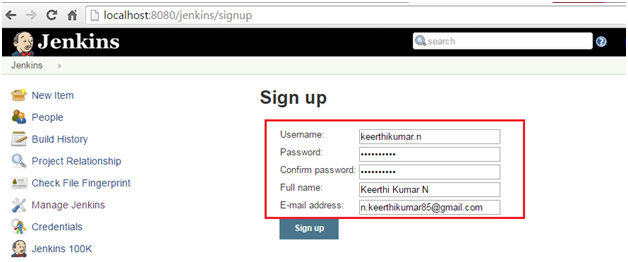 localhost:8080/jenkins/signup
Jenkins
search
?
Jenkins ›
New Item
People
Build History
Project Relationship
Check File Fingerprint
Manage Jenkins
Credentials
Jenkins 100K
Sign up
Username: keerthikumar.n
Password: ••••••••••
Confirm password: ••••••••••
Full name: Keerthi Kumar N
E-mail address: n.keerthikumar85@gmail.com
Sign up